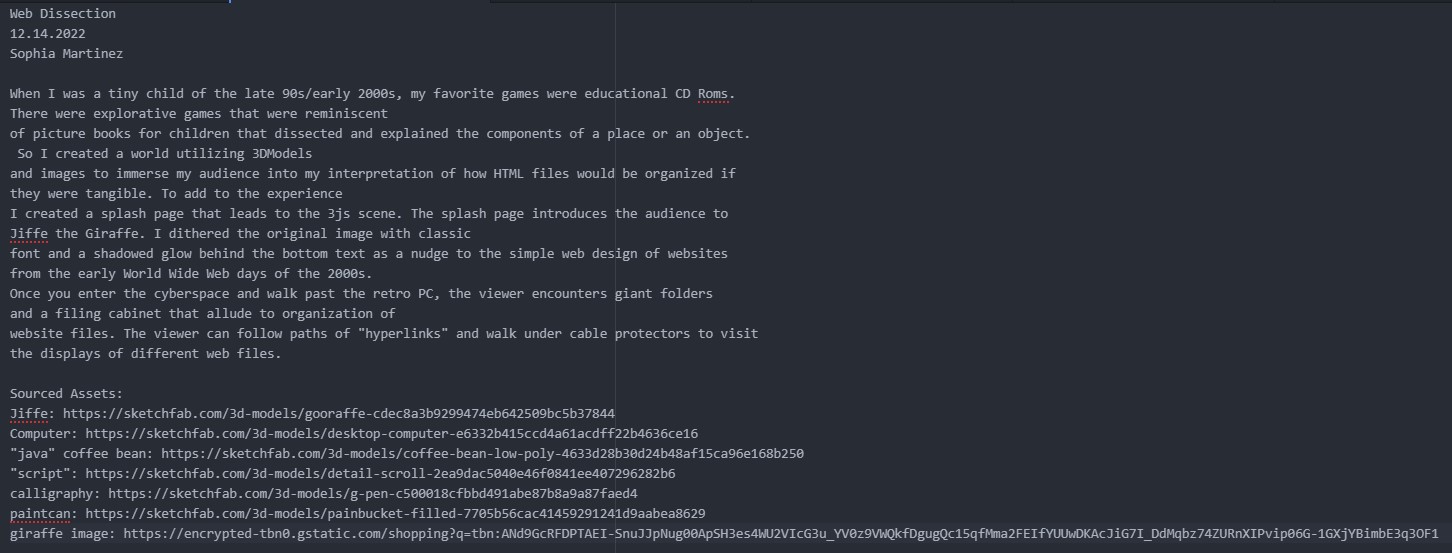 Web Dissection
12.14.2022
Sophia Martinez
When I was a tiny child of the late 90s/early 2000s, my favorite games were educational CD Roms.
There were explorative games that were reminiscent
of picture books for children that dissected and explained the components of a place or an object.
So I created a world utilizing 3DModels
and images to immerse my audience into my interpretation of how HTML files would be organized if
they were tangible. To add to the experience
I created a splash page that leads to the 3js scene. The splash page introduces the audience to
Jiffe the Giraffe. I dithered the original image with classic
font and a shadowed glow behind the bottom text as a nudge to the simple web design of websites
from the early World Wide Web days of the 2000s.
Once you enter the cyberspace and walk past the retro PC, the viewer encounters giant folders
and a filing cabinet that allude to organization of
website files. The viewer can follow paths of "hyperlinks" and walk under cable protectors to visit
the displays of different web files.
Sourced Assets:
Jiffe: https://sketchfab.com/3d-models/gooraffe-cdec8a3b9299474eb642509bc5b37844
Computer: https://sketchfab.com/3d-models/desktop-computer-e6332b415ccd4a61acdff22b4636ce16
"java" coffee bean: https://sketchfab.com/3d-models/coffee-bean-low-poly-4633d28b30d24b48af15ca96e168b250
"script": https://sketchfab.com/3d-models/detail-scroll-2ea9dac5040e46f0841ee407296282b6
calligraphy: https://sketchfab.com/3d-models/g-pen-c500018cfbbd491abe87b8a9a87faed4
paintcan: https://sketchfab.com/3d-models/painbucket-filled-7705b56cac41459291241d9aabea8629
giraffe image: https://encrypted-tbn0.gstatic.com/shopping?q=tbn:ANd9GcRFDPTAEI-SnuJJpNug00ApSH3es4WU2VIcG3u_YV0z9VWQkfDgugQc15qfMma2FEIfYUUwDKAcJiG7I_DdMqbz74ZURnXIPvip06G-1GXjYBimbE3q3OF1